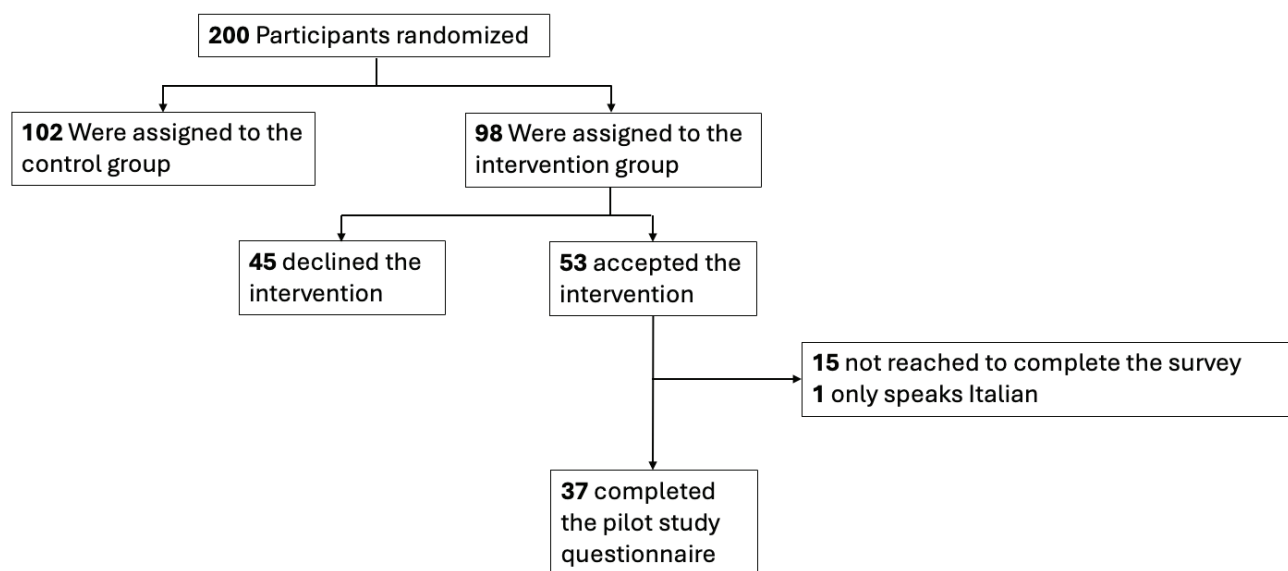 200 Participants randomized
102 Were assigned to the
control group
98 Were assigned to the
intervention group
45 declined the
intervention
53 accepted the
intervention
15 not reached to complete the survey
1 only speaks Italian
37 completed
the pilot study
questionnaire